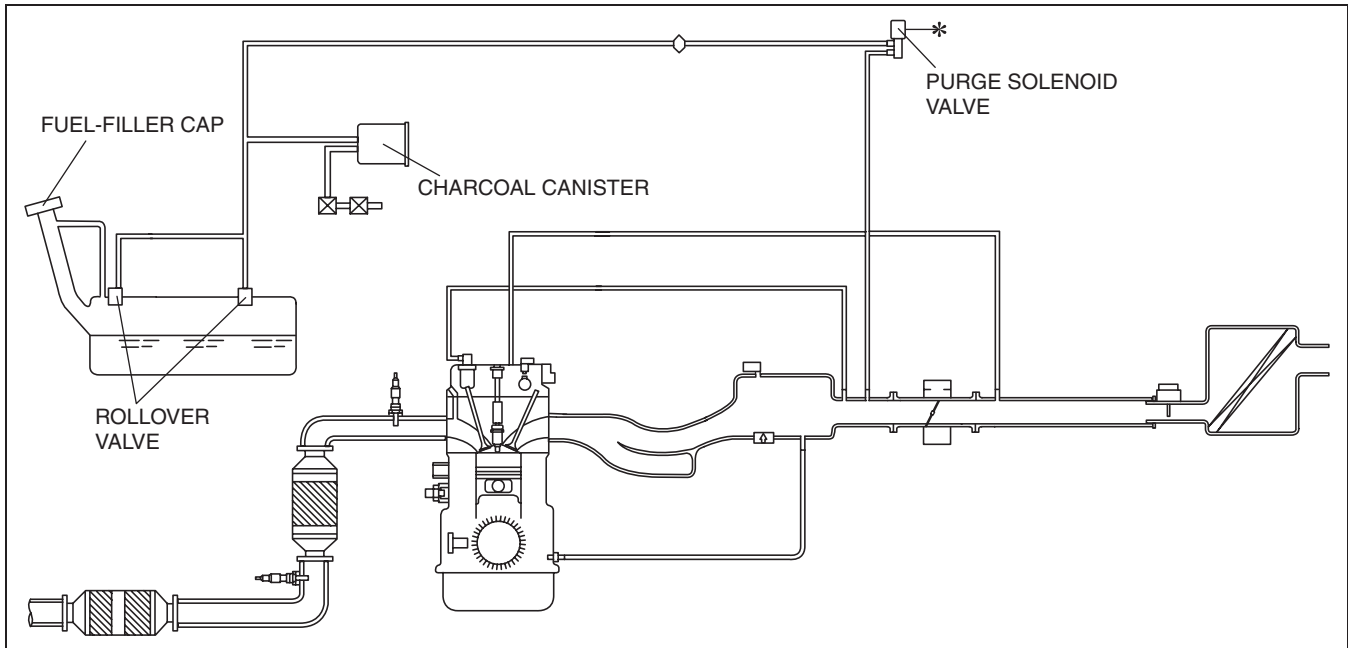 PURGE SOLENOID
VALVE
FUEL-FILLER CAP
CHARCOAL CANISTER
ROLLOVER
VALVE